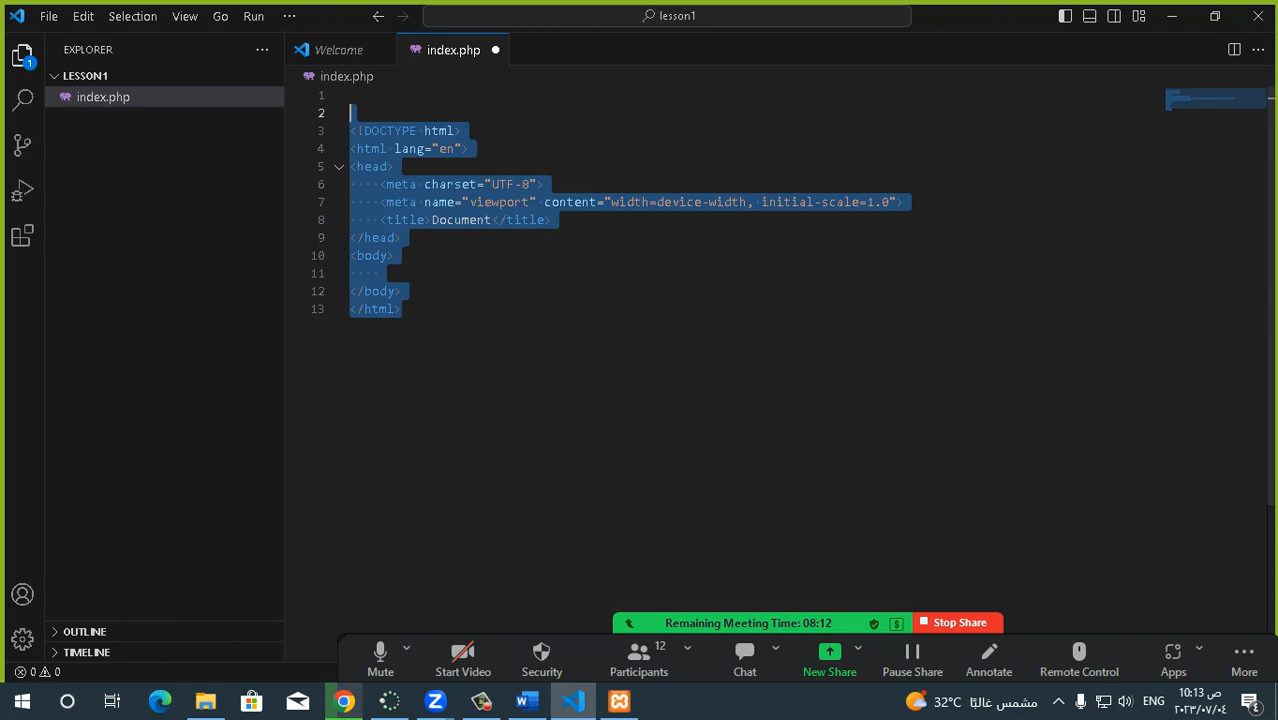 File Edit Selection View Go Run ··· lesson1
EXPLORER ···
Welcome index.php
1
LESSON1
index.php
index.php
1
2
3 <!DOCTYPE html>
4 <html lang="en">
5 <head>
6 <meta charset="UTF-8">
7 <meta name="viewport" content="width=device-width, initial-scale=1.0">
8 <title>Document</title>
9 </head>
10 <body>
11
12 </body>
13 </html>
OUTLINE
TIMELINE
0 0
Remaining Meeting Time: 08:12 Stop Share
12
Mute Start Video Security Participants Chat New Share Pause Share Annotate Remote Control Apps More
32°C مشمس غالبًا ENG
10:13 ص
٢٠٢٣/٠٧/٠٤